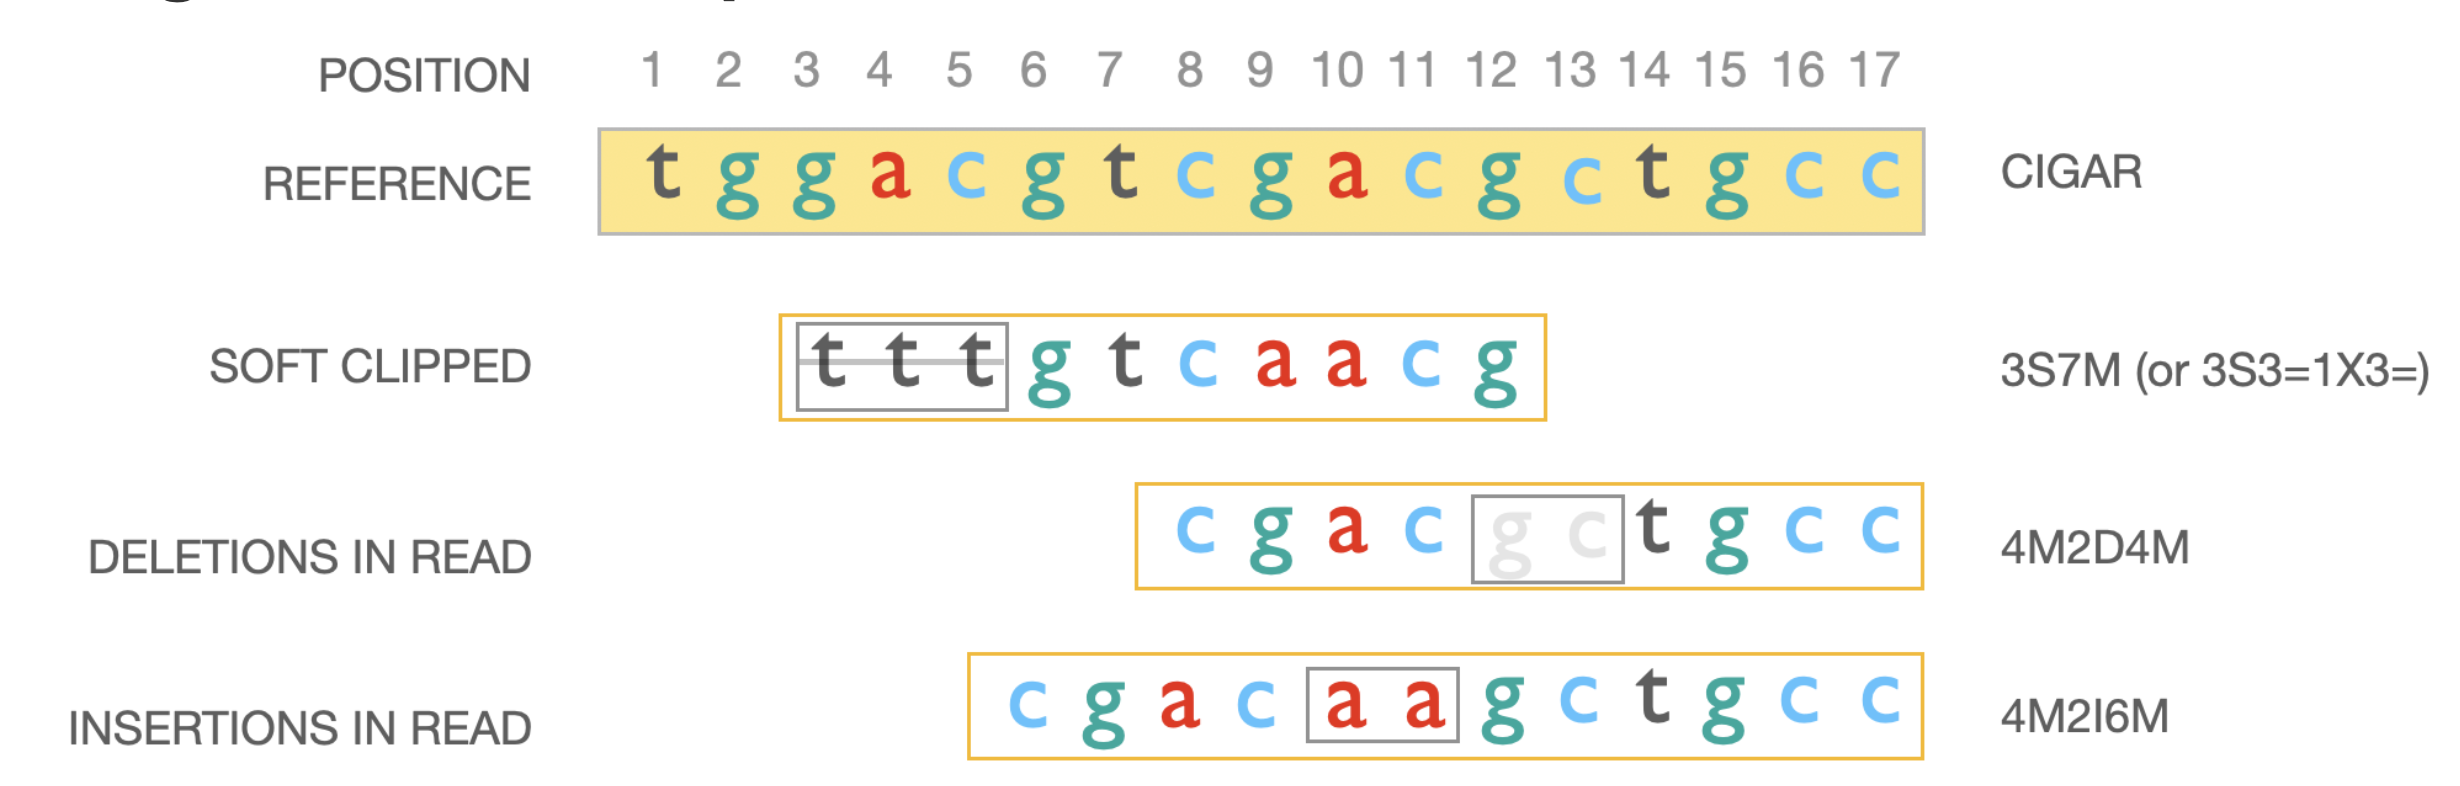 POSITION 1 2 3 4 5 6 7 8 9 10 11 12 13 14 15 16 17
REFERENCE t g g a c g t c g a c g c t g c c CIGAR
SOFT CLIPPED t t t g t c a a c g 3S7M (or 3S3=1X3=)
DELETIONS IN READ c g a c g c t g c c 4M2D4M
INSERTIONS IN READ c g a c a a g c t g c c 4M2I6M